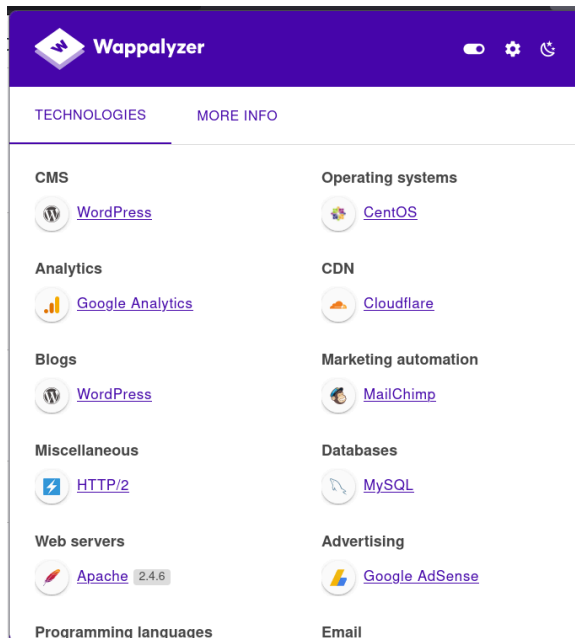 Wappalyzer
TECHNOLOGIES MORE INFO
CMS
WordPress
Operating systems
CentOS
Analytics
Google Analytics
CDN
Cloudflare
Blogs
WordPress
Marketing automation
MailChimp
Miscellaneous
HTTP/2
Databases
MySQL
Web servers
Apache 2.4.6
Advertising
Google AdSense
Programming languages
Email